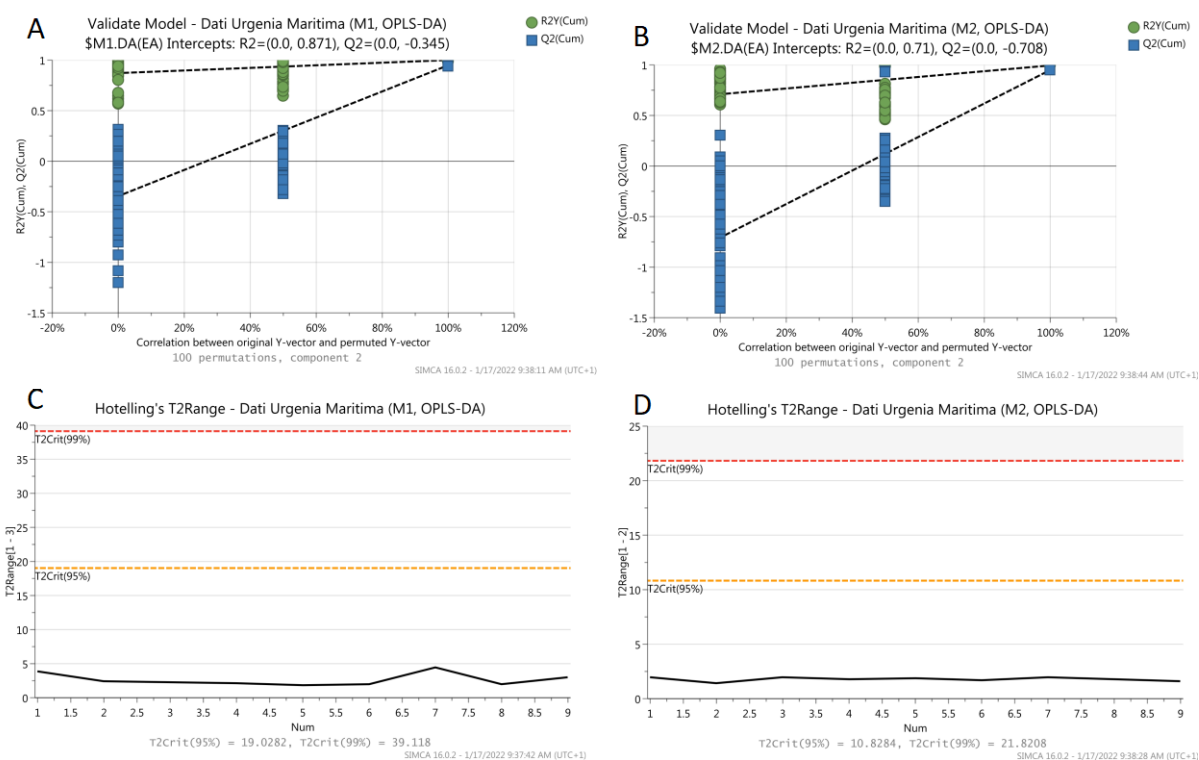 A
Validate Model - Dati Urgenia Maritima (M1, OPLS-DA)
$M1.DA(EA) Intercepts: R2=(0.0, 0.871), Q2=(0.0, -0.345)
R2Y(Cum)
Q2(Cum)
R2Y(Cum), Q2(Cum)
1
0.5
0
-0.5
-1
-1.5
-20% 0% 20% 40% 60% 80% 100% 120%
Correlation between original Y-vector and permuted Y-vector
100 permutations, component 2
SIMCA 16.0.2 - 1/17/2022 9:38:11 AM (UTC+1)
B
Validate Model - Dati Urgenia Maritima (M2, OPLS-DA)
$M2.DA(EA) Intercepts: R2=(0.0, 0.71), Q2=(0.0, -0.708)
R2Y(Cum)
Q2(Cum)
R2Y(Cum), Q2(Cum)
1
0.5
0
-0.5
-1
-1.5
-20% 0% 20% 40% 60% 80% 100% 120%
Correlation between original Y-vector and permuted Y-vector
100 permutations, component 2
SIMCA 16.0.2 - 1/17/2022 9:38:44 AM (UTC+1)
C
Hotelling's T2Range - Dati Urgenia Maritima (M1, OPLS-DA)
T2Range[1 - 3]
40
35
30
25
20
15
10
5
0
T2Crit(99%)
T2Crit(95%)
1 1.5 2 2.5 3 3.5 4 4.5 5 5.5 6 6.5 7 7.5 8 8.5 9
Num
T2Crit(95%) = 19.0282, T2Crit(99%) = 39.118
SIMCA 16.0.2 - 1/17/2022 9:37:42 AM (UTC+1)
D
Hotelling's T2Range - Dati Urgenia Maritima (M2, OPLS-DA)
T2Range[1 - 2]
25
20
15
10
5
0
T2Crit(99%)
T2Crit(95%)
1 1.5 2 2.5 3 3.5 4 4.5 5 5.5 6 6.5 7 7.5 8 8.5 9
Num
T2Crit(95%) = 10.8284, T2Crit(99%) = 21.8208
SIMCA 16.0.2 - 1/17/2022 9:38:28 AM (UTC+1)